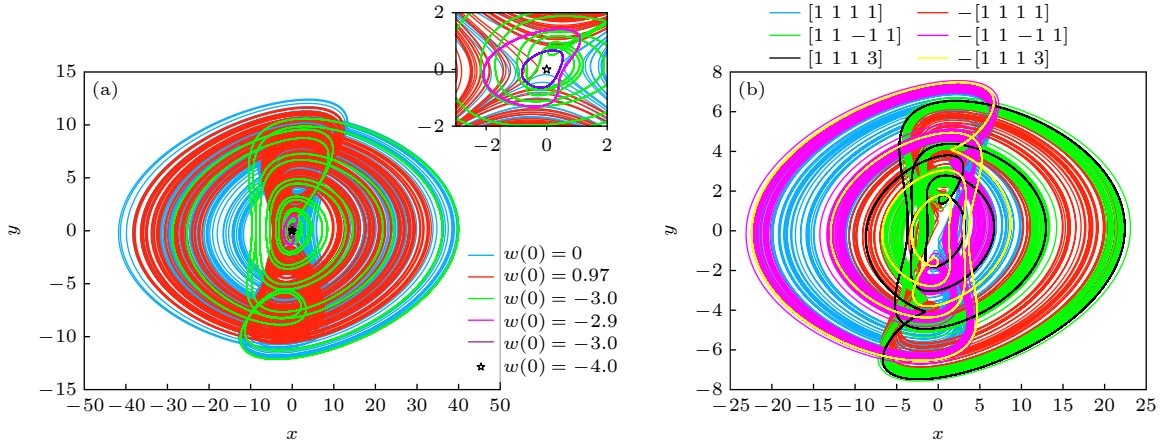 2
0
−2
−2 0 2
(a)
15
10
5
0
−5
−10
−15
−50 −40 −30 −20 −10 0 10 20 30 40 50
x
y
w(0) = 0
w(0) = 0.97
w(0) = −3.0
w(0) = −2.9
w(0) = −3.0
w(0) = −4.0
[1 1 1 1] −[1 1 1 1]
[1 1 −1 1] −[1 1 −1 1]
[1 1 1 3] −[1 1 1 3]
(b)
8
6
4
2
0
−2
−4
−6
−8
−25 −20 −15 −10 −5 0 5 10 15 20 25
x
y